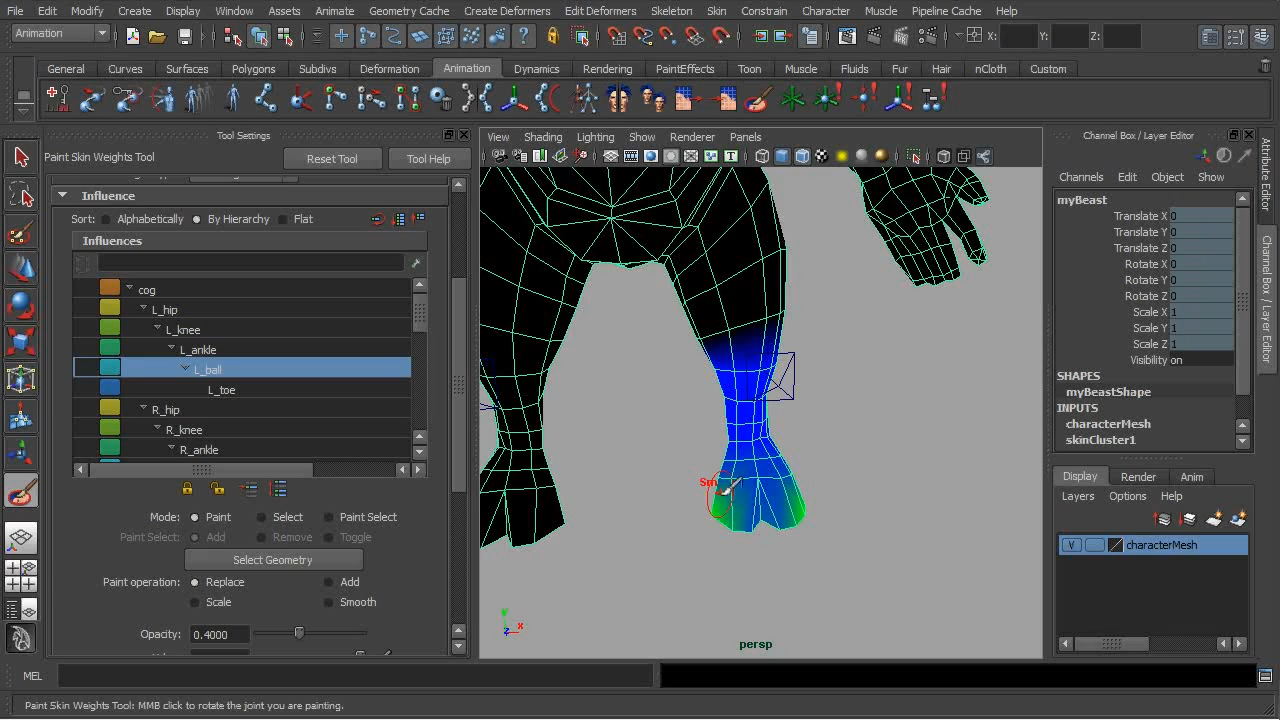 File Edit Modify Create Display Window Assets Animate Geometry Cache Create Deformers Edit Deformers Skeleton Skin Constrain Character Muscle Pipeline Cache Help
Animation X: Y: Z:
General Curves Surfaces Polygons Subdivs Deformation Animation Dynamics Rendering PaintEffects Toon Muscle Fluids Fur Hair nCloth Custom
Tool Settings
Paint Skin Weights Tool Reset Tool Tool Help
Influence
Sort: Alphabetically By Hierarchy Flat
Influences
cog
L_hip
L_knee
L_ankle
L_ball
L_toe
R_hip
R_knee
R_ankle
Mode: Paint Select Paint Select
Paint Select: Add Remove Toggle
Select Geometry
Paint operation: Replace Add
Scale Smooth
Opacity: 0.4000
View Shading Lighting Show Renderer Panels
Sm
y
z x
persp
Channel Box / Layer Editor
Channels Edit Object Show
myBeast
Translate X 0
Translate Y 0
Translate Z 0
Rotate X 0
Rotate Y 0
Rotate Z 0
Scale X 1
Scale Y 1
Scale Z 1
Visibility on
SHAPES
myBeastShape
INPUTS
characterMesh
skinCluster1
Display Render Anim
Layers Options Help
V characterMesh
Attribute Editor
Channel Box / Layer Editor
MEL
Paint Skin Weights Tool: MMB click to rotate the joint you are painting.